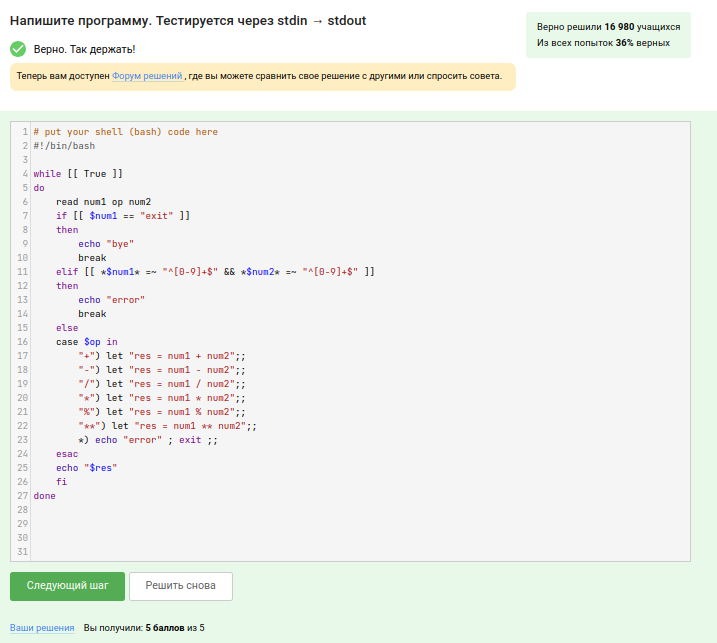 Напишите программу. Тестируется через stdin → stdout
Верно решили 16 980 учащихся
Из всех попыток 36% верных
Верно. Так держать!
Теперь вам доступен Форум решений , где вы можете сравнить свое решение с другими или спросить совета.
1 # put your shell (bash) code here
2 #!/bin/bash
3
4 while [[ True ]]
5 do
6     read num1 op num2
7     if [[ $num1 == "exit" ]]
8     then
9         echo "bye"
10         break
11     elif [[ *$num1* =~ "^[0-9]+$" && *$num2* =~ "^[0-9]+$" ]]
12     then
13         echo "error"
14         break
15     else
16     case $op in
17         "+") let "res = num1 + num2";;
18         "-") let "res = num1 - num2";;
19         "/") let "res = num1 / num2";;
20         "*") let "res = num1 * num2";;
21         "%") let "res = num1 % num2";;
22         "**") let "res = num1 ** num2";;
23         *) echo "error" ; exit ;;
24     esac
25     echo "$res"
26     fi
27 done
28
29
30
31
Следующий шаг
Решить снова
Ваши решения Вы получили: 5 баллов из 5